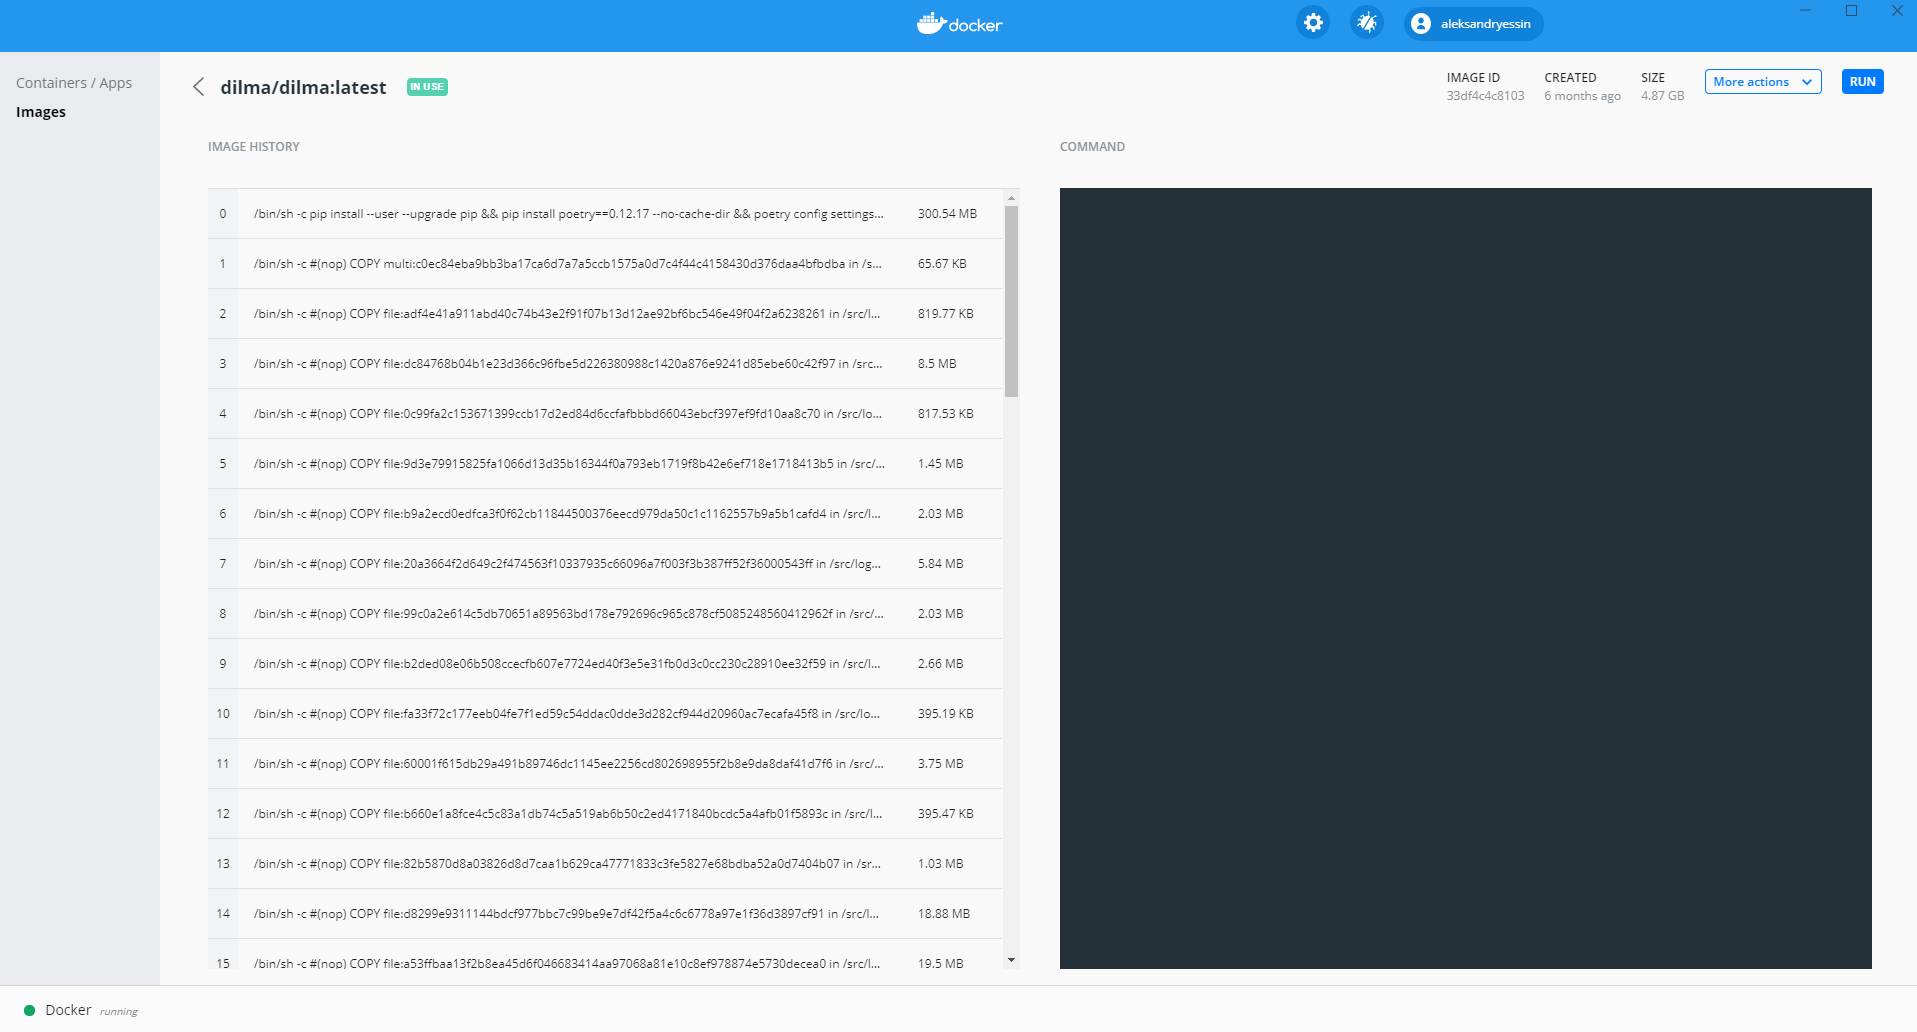 docker
aleksandryessin
Containers / Apps
Images
dilma/dilma:latest
IN USE
IMAGE ID
33df4c4c8103
CREATED
6 months ago
SIZE
4.87 GB
More actions
RUN
IMAGE HISTORY
COMMAND
0 /bin/sh -c pip install --user --upgrade pip && pip install poetry==0.12.17 --no-cache-dir && poetry config settings... 300.54 MB
1 /bin/sh -c #(nop) COPY multi:c0ec84eba9bb3ba17ca6d7a7a5ccb1575a0d7c4f44c4158430d376daa4bfbdba in /s... 65.67 KB
2 /bin/sh -c #(nop) COPY file:adf4e41a911abd40c74b43e2f91f07b13d12ae92bf6bc546e49f04f2a6238261 in /src/l... 819.77 KB
3 /bin/sh -c #(nop) COPY file:dc84768b04b1e23d366c96fbe5d226380988c1420a876e9241d85ebe60c42f97 in /src... 8.5 MB
4 /bin/sh -c #(nop) COPY file:0c99fa2c153671399ccb17d2ed84d6ccfafbbbd66043ebcf397ef9fd10aa8c70 in /src/lo... 817.53 KB
5 /bin/sh -c #(nop) COPY file:9d3e79915825fa1066d13d35b16344f0a793eb1719f8b42e6ef718e1718413b5 in /src/... 1.45 MB
6 /bin/sh -c #(nop) COPY file:b9a2ecd0edfca3f0f62cb11844500376eecd979da50c1c1162557b9a5b1cafd4 in /src/l... 2.03 MB
7 /bin/sh -c #(nop) COPY file:20a3664f2d649c2f474563f10337935c66096a7f003f3b387ff52f36000543ff in /src/log... 5.84 MB
8 /bin/sh -c #(nop) COPY file:99c0a2e614c5db70651a89563bd178e792696c965c878cf5085248560412962f in /src/... 2.03 MB
9 /bin/sh -c #(nop) COPY file:b2ded08e06b508ccecfb607e7724ed40f3e5e31fb0d3c0cc230c28910ee32f59 in /src/l... 2.66 MB
10 /bin/sh -c #(nop) COPY file:fa33f72c177eeb04fe7f1ed59c54ddac0dde3d282cf944d20960ac7ecafa45f8 in /src/lo... 395.19 KB
11 /bin/sh -c #(nop) COPY file:60001f615db29a491b89746dc1145ee2256cd802698955f2b8e9da8daf41d7f6 in /src/... 3.75 MB
12 /bin/sh -c #(nop) COPY file:b660e1a8fce4c5c83a1db74c5a519ab6b50c2ed4171840bcdc5a4afb01f5893c in /src/l... 395.47 KB
13 /bin/sh -c #(nop) COPY file:82b5870d8a03826d8d7caa1b629ca47771833c3fe5827e68bdba52a0d7404b07 in /sr... 1.03 MB
14 /bin/sh -c #(nop) COPY file:d8299e9311144bdcf977bbc7c99be9e7df42f5a4c6c6778a97e1f36d3897cf91 in /src/l... 18.88 MB
15 /bin/sh -c #(nop) COPY file:a53ffbaa13f2b8ea45d6f046683414aa97068a81e10c8ef978874e5730decea0 in /src/l... 19.5 MB
Docker running